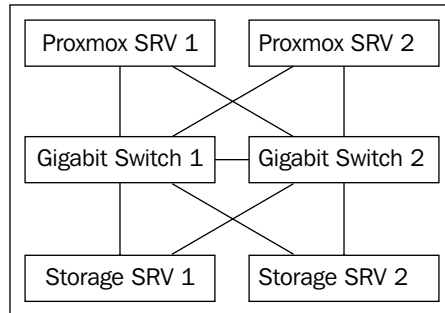 Proxmox SRV 1
Proxmox SRV 2
Gigabit Switch 1
Gigabit Switch 2
Storage SRV 1
Storage SRV 2